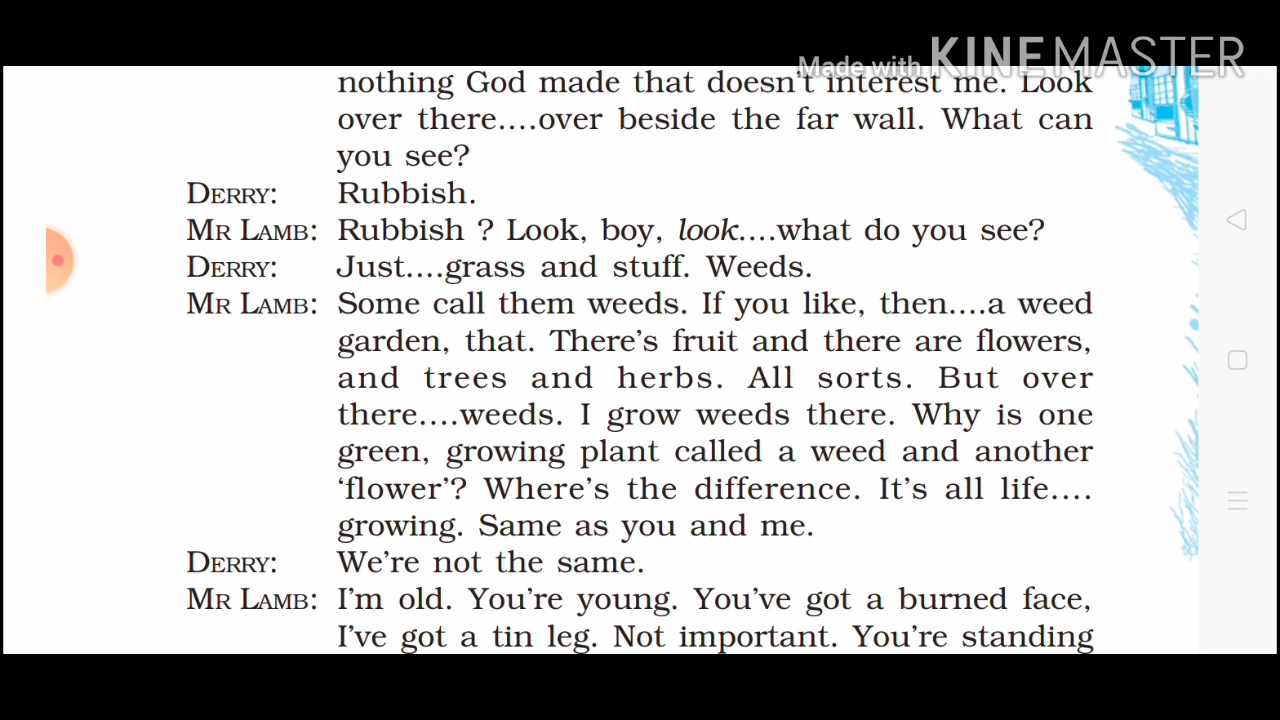 Made with KINEMASTER
nothing God made that doesn't interest me. Look
over there....over beside the far wall. What can
you see?
DERRY: Rubbish.
MR LAMB: Rubbish ? Look, boy, look....what do you see?
DERRY: Just....grass and stuff. Weeds.
MR LAMB: Some call them weeds. If you like, then....a weed
garden, that. There's fruit and there are flowers,
and trees and herbs. All sorts. But over
there....weeds. I grow weeds there. Why is one
green, growing plant called a weed and another
‘flower’? Where's the difference. It's all life....
growing. Same as you and me.
DERRY: We're not the same.
MR LAMB: I'm old. You're young. You've got a burned face,
I've got a tin leg. Not important. You're standing